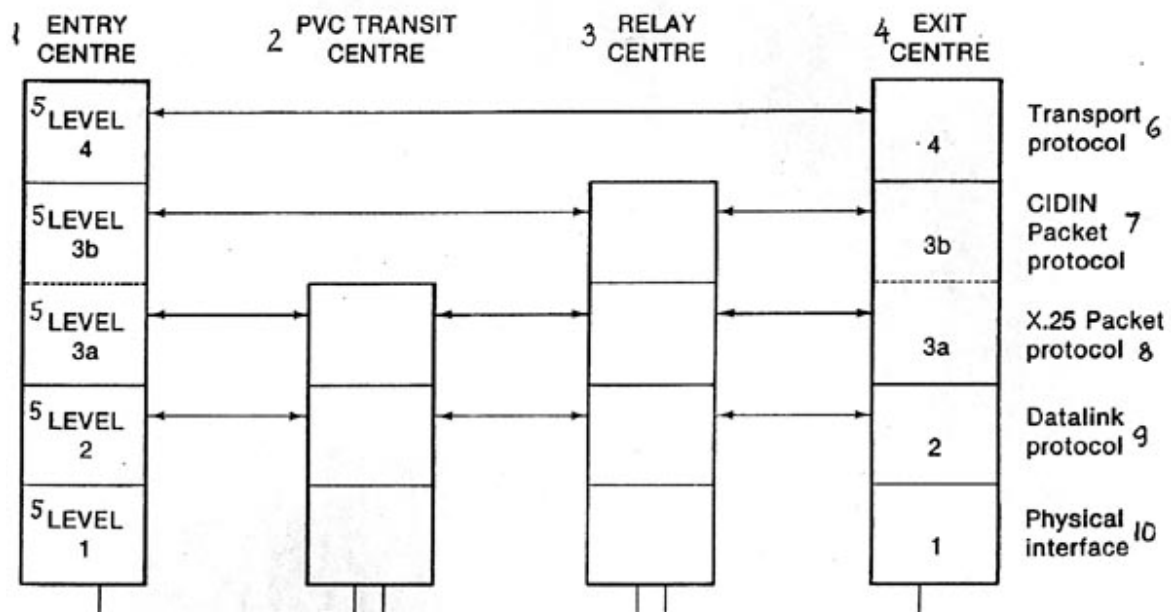 1 ENTRY CENTRE
2 PVC TRANSIT CENTRE
3 RELAY CENTRE
4 EXIT CENTRE
5 LEVEL
4
4
Transport
protocol 6
5 LEVEL
3b
3b
CIDIN
Packet 7
protocol
5 LEVEL
3a
3a
X.25 Packet
protocol 8
5 LEVEL
2
2
Datalink
protocol 9
5 LEVEL
1
1
Physical
interface 10